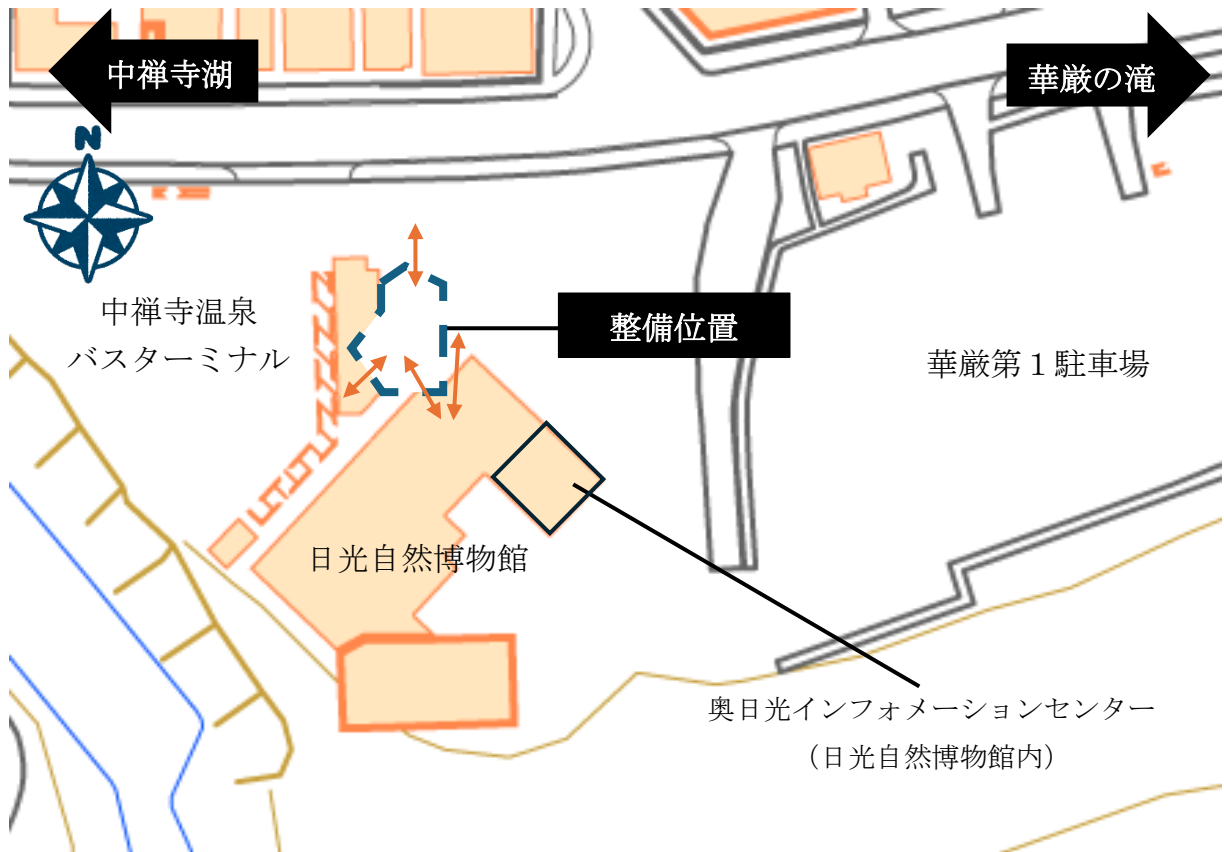 中禅寺湖
華厳の滝
N
中禅寺温泉
バスターミナル
整備位置
華厳第1駐車場
日光自然博物館
奥日光インフォメーションセンター
(日光自然博物館内)